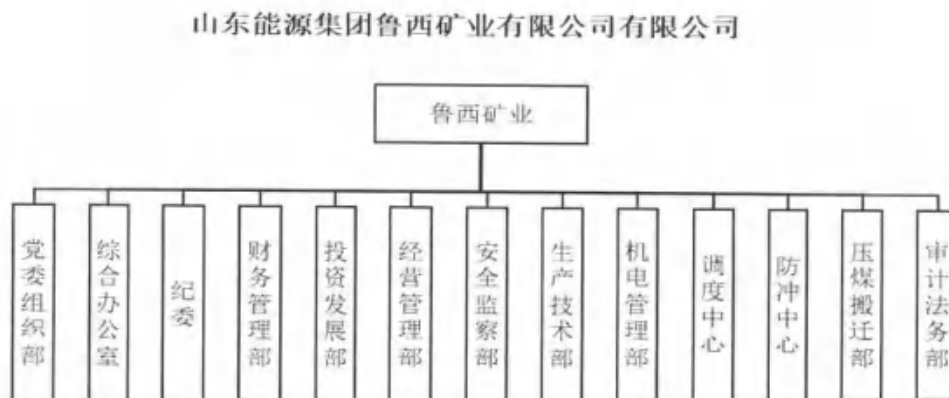 山东能源集团鲁西矿业有限公司有限公司
鲁西矿业
党委组织部
综合办公室
纪委
财务管理部
投资发展部
经营管理部
安全监察部
生产技术部
机电管理部
调度中心
防冲中心
压煤搬迁部
审计法务部